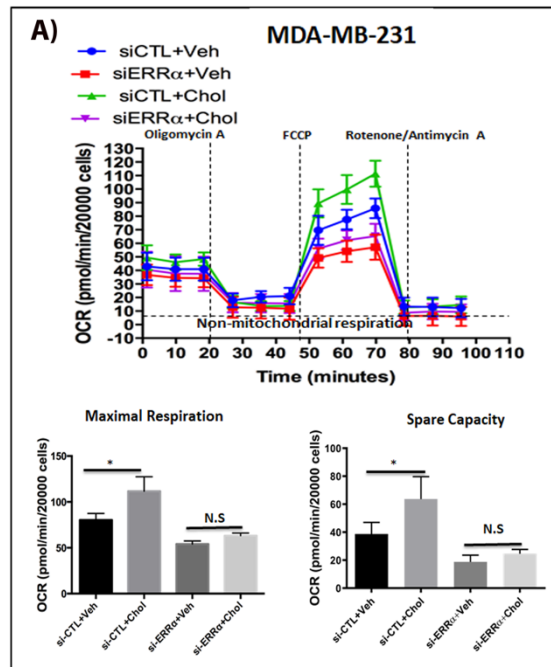 A)
MDA-MB-231
siCTL+Veh
siERRα+Veh
siCTL+Chol
siERRα+Chol
Oligomycin A
FCCP
Rotenone/Antimycin A
OCR (pmol/min/20000 cells)
130
120
110
100
90
80
70
60
50
40
30
20
10
0
-10
Non-mitochondrial respiration
0 10 20 30 40 50 60 70 80 90 100 110
Time (minutes)
Maximal Respiration
OCR (pmol/min/20000 cells)
150
100
50
0
*
N.S
si-CTL+Veh
si-CTL+Chol
si-ERRα+Veh
si-ERRα+Chol
Spare Capacity
OCR (pmol/min/20000 cells)
100
80
60
40
20
0
*
N.S
si-CTL+Veh
si-CTL+Chol
si-ERRα+Veh
si-ERRα+Chol